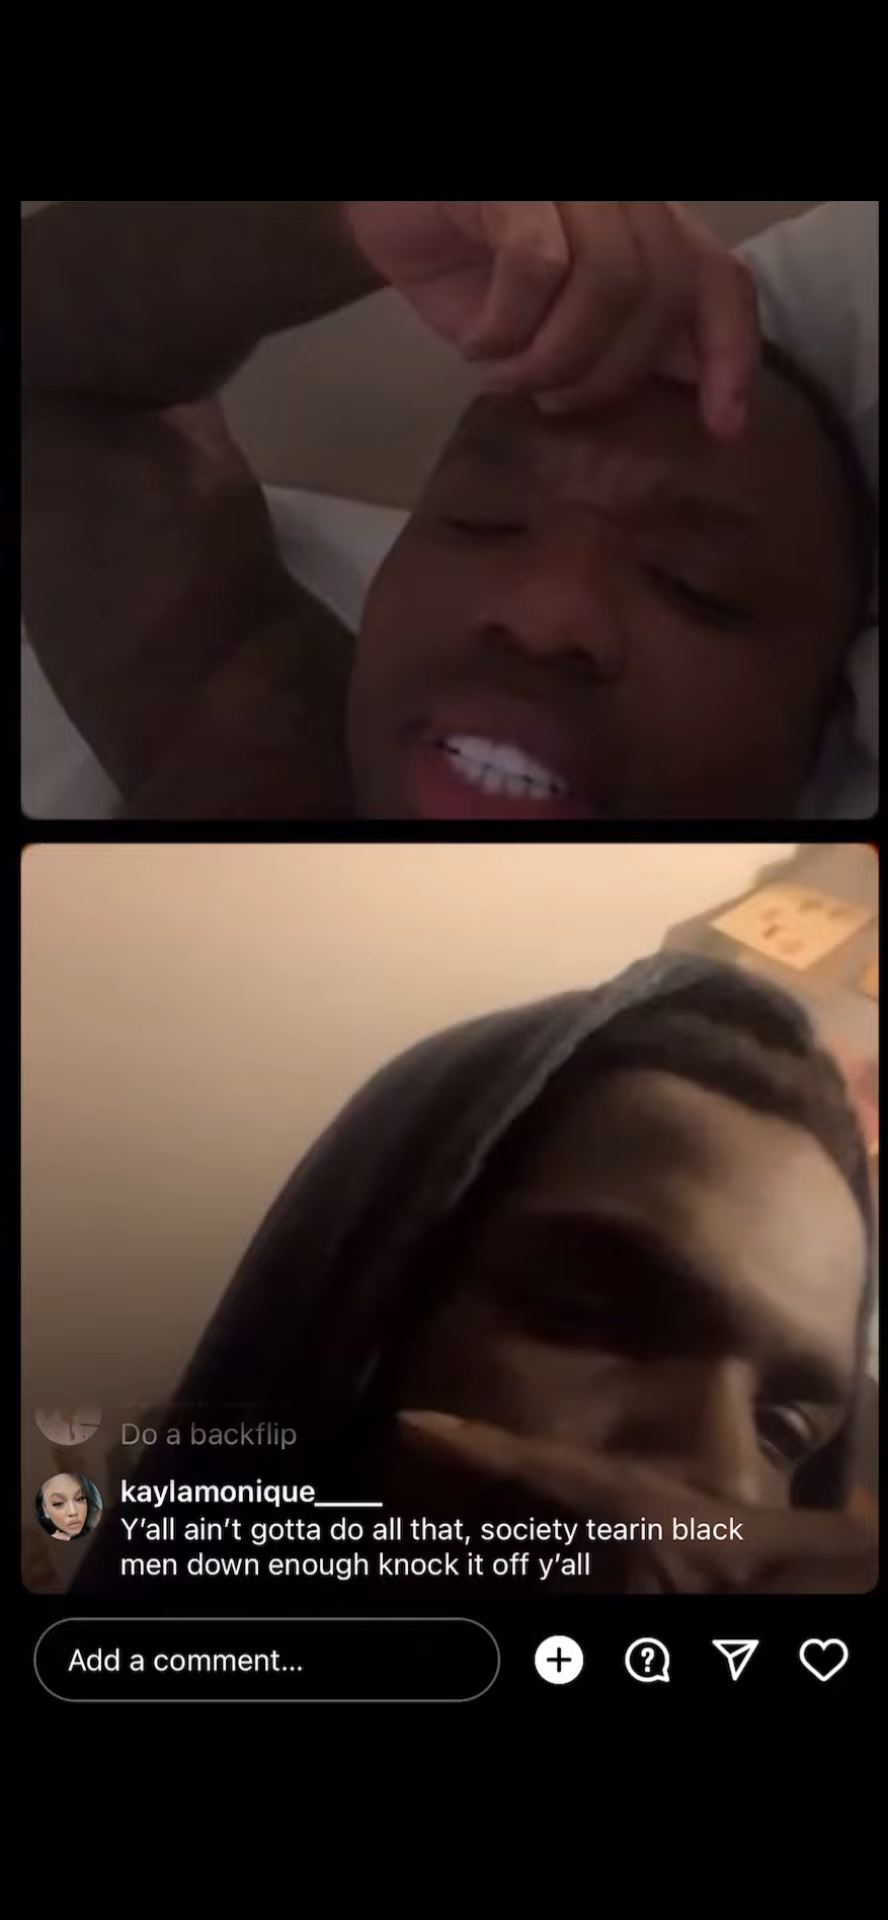 Do a backflip
kaylamonique_____
Y’all ain’t gotta do all that, society tearin black
men down enough knock it off y’all
Add a comment...